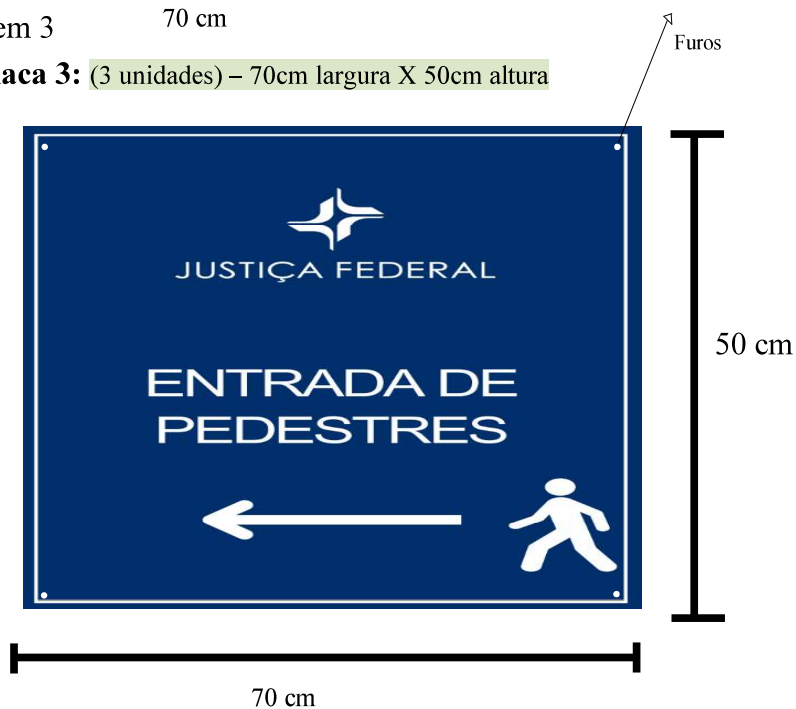 em 3
70 cm
Furos
aca 3: (3 unidades) – 70cm largura X 50cm altura
JUSTIÇA FEDERAL
50 cm
ENTRADA DE
PEDESTRES
70 cm